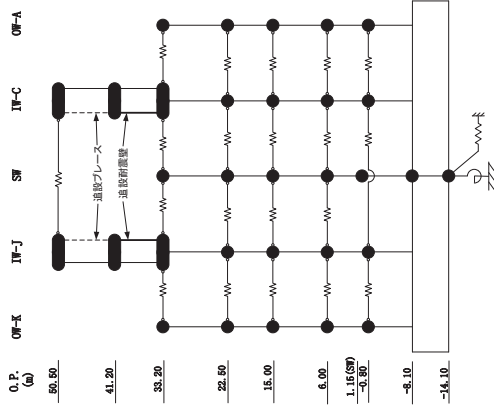 OW-A
IW-C
SW
IW-J
OW-K
追設ブレース
追設耐震壁
O.P.
(m)
50.50
41.20
33.20
22.50
15.00
6.00
1.15(SW)
-0.80
-8.10
-14.10